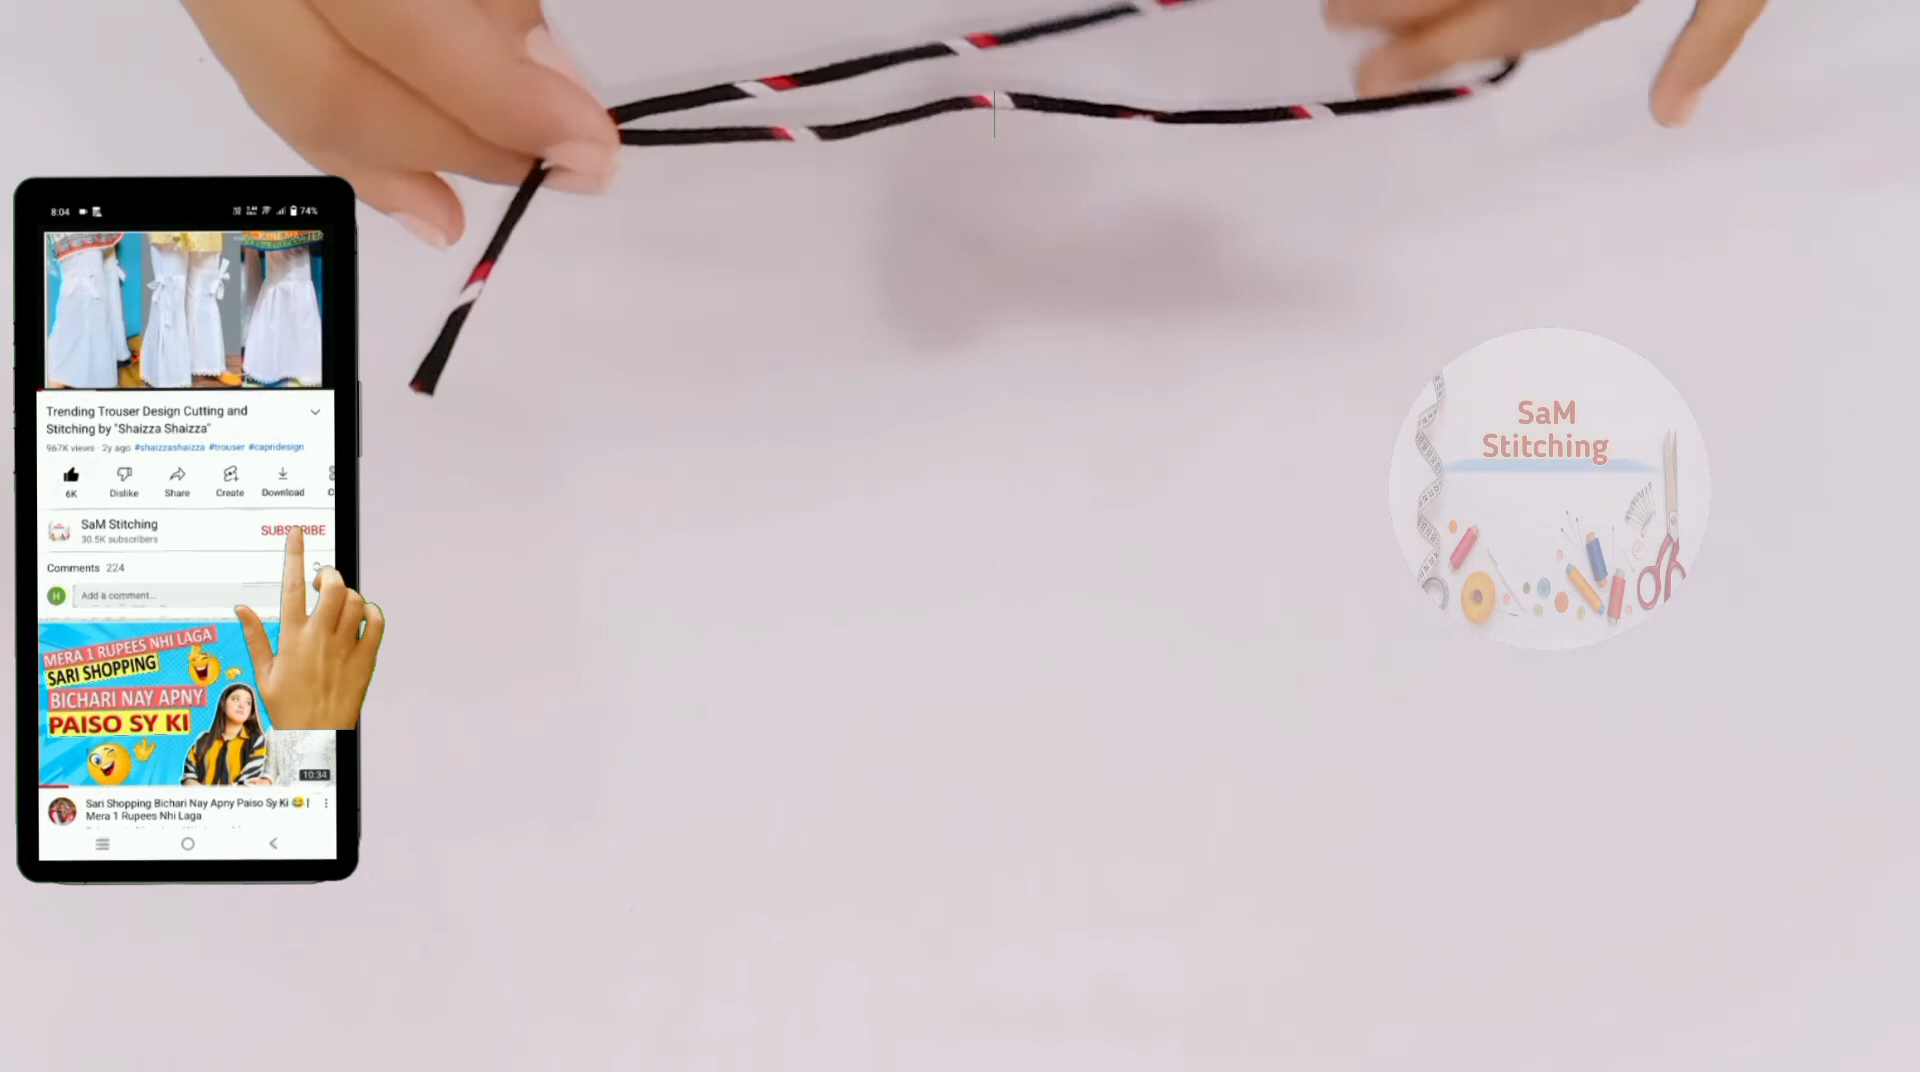 8:04
74%
KINEMASTER
Trending Trouser Design Cutting and
Stitching by "Shaizza Shaizza"
967K views · 2y ago #shaizzashaizza #trouser #capridesign
6K
Dislike
Share
Create
Download
SaM Stitching
30.5K subscribers
SUBSCRIBE
Comments 224
H
Add a comment...
MERA 1 RUPEES NHI LAGA
SARI SHOPPING
BICHARI NAY APNY
PAISO SY KI
10:34
Sari Shopping Bichari Nay Apny Paiso Sy Ki 😂 |
Mera 1 Rupees Nhi Laga
SaM
Stitching